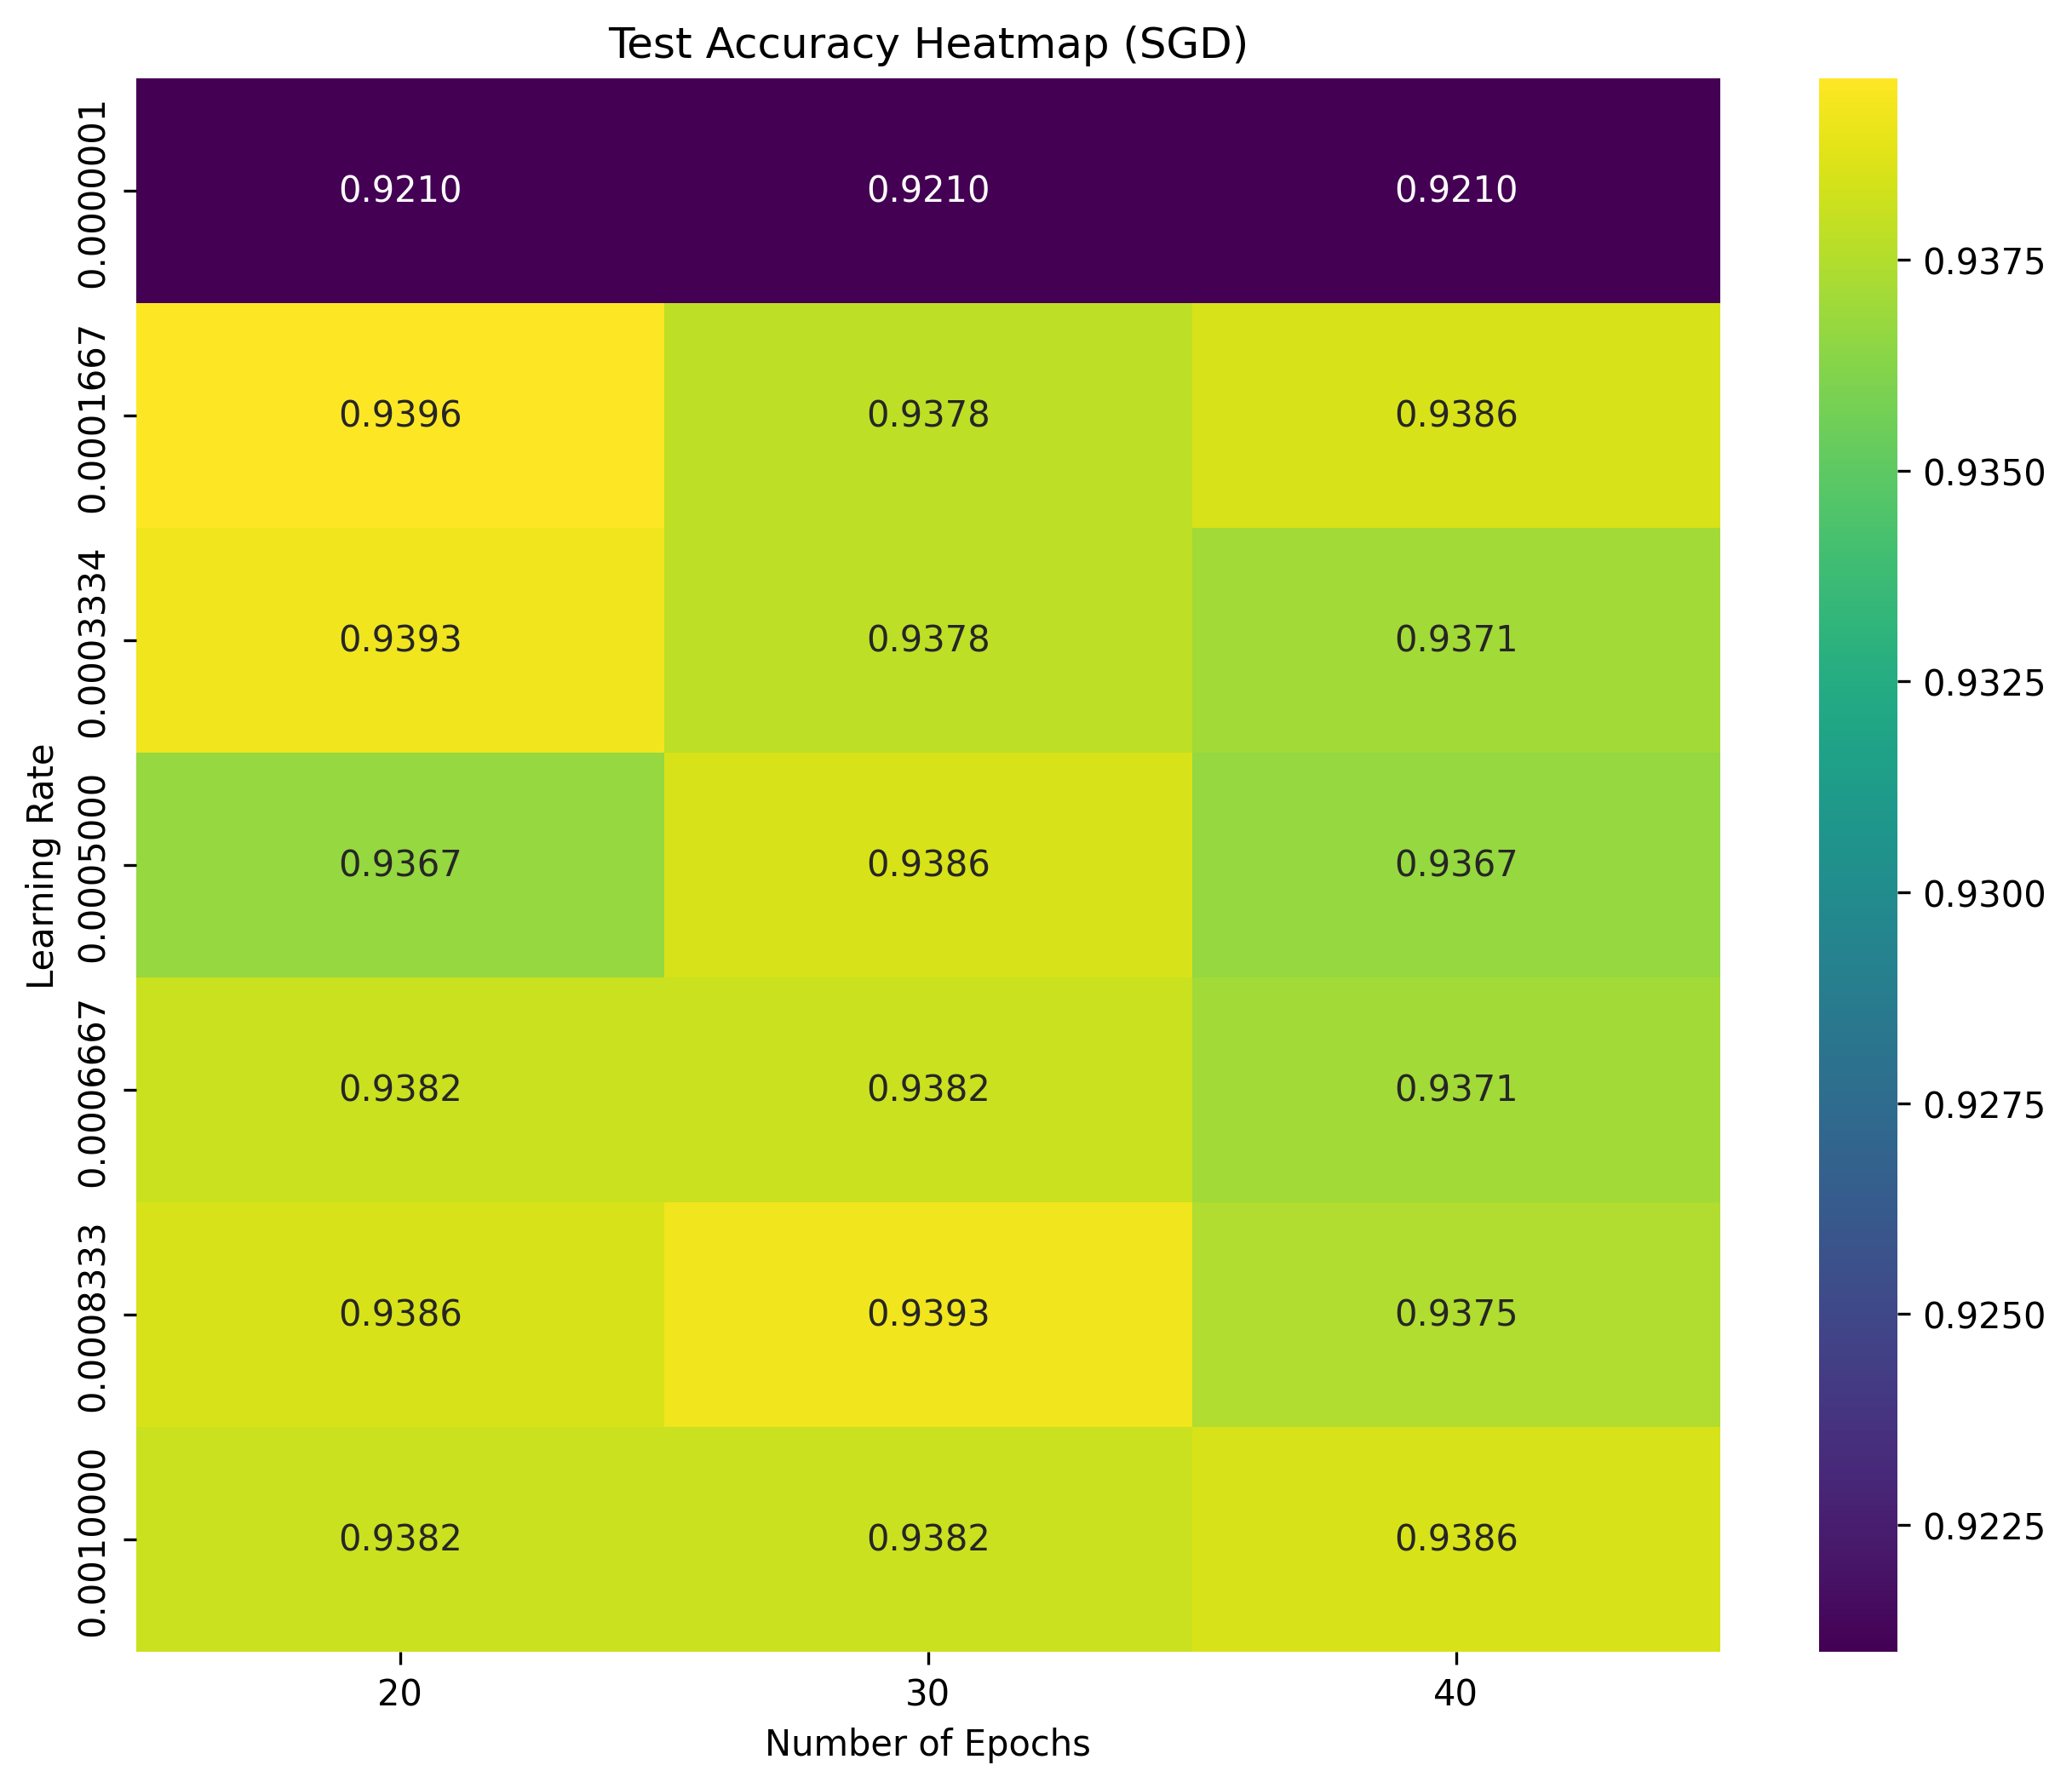 Test Accuracy Heatmap (SGD)
Learning Rate
0.0000001 0.9210 0.9210 0.9210
0.0001667 0.9396 0.9378 0.9386
0.0003334 0.9393 0.9378 0.9371
0.0005000 0.9367 0.9386 0.9367
0.0006667 0.9382 0.9382 0.9371
0.0008333 0.9386 0.9393 0.9375
0.0010000 0.9382 0.9382 0.9386
20 30 40
Number of Epochs
0.9375
0.9350
0.9325
0.9300
0.9275
0.9250
0.9225